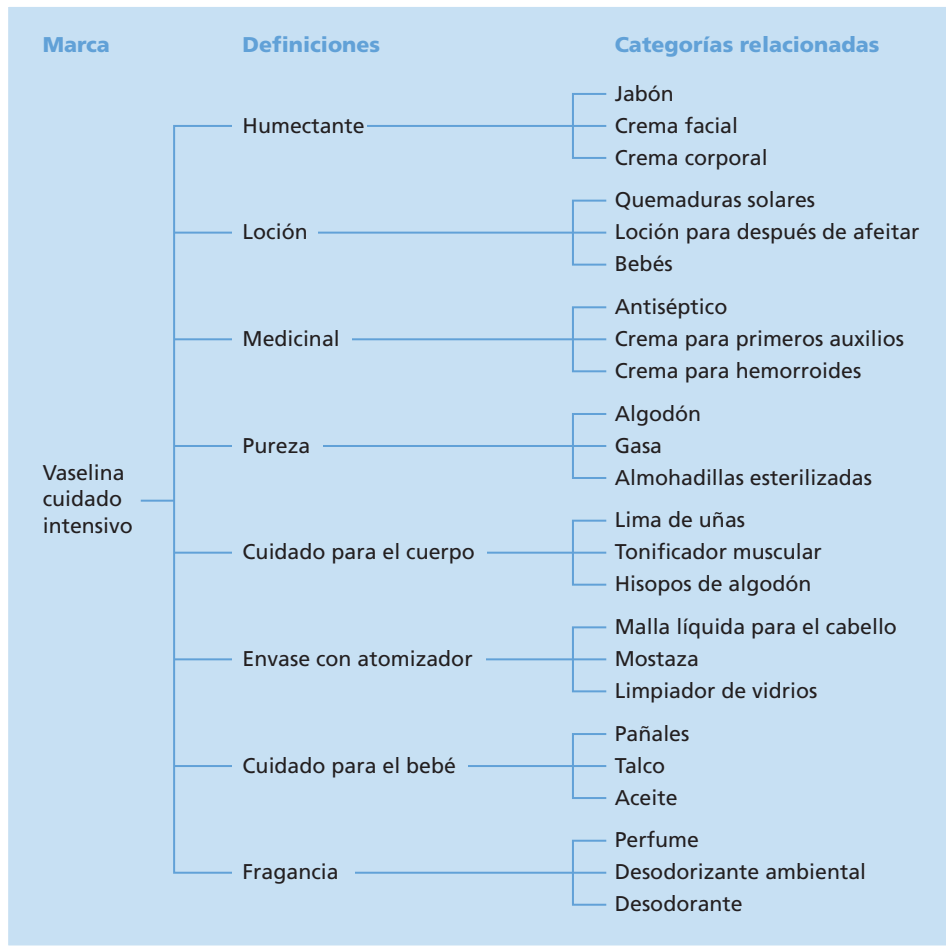 Marca Definiciones Categorías relacionadas
Jabón
Humectante Crema facial
Crema corporal
Quemaduras solares
Loción Loción para después de afeitar
Bebés
Antiséptico
Medicinal Crema para primeros auxilios
Crema para hemorroides
Algodón
Pureza Gasa
Almohadillas esterilizadas
Vaselina
cuidado
intensivo
Lima de uñas
Cuidado para el cuerpo Tonificador muscular
Hisopos de algodón
Malla líquida para el cabello
Envase con atomizador Mostaza
Limpiador de vidrios
Pañales
Cuidado para el bebé Talco
Aceite
Perfume
Fragancia Desodorizante ambiental
Desodorante